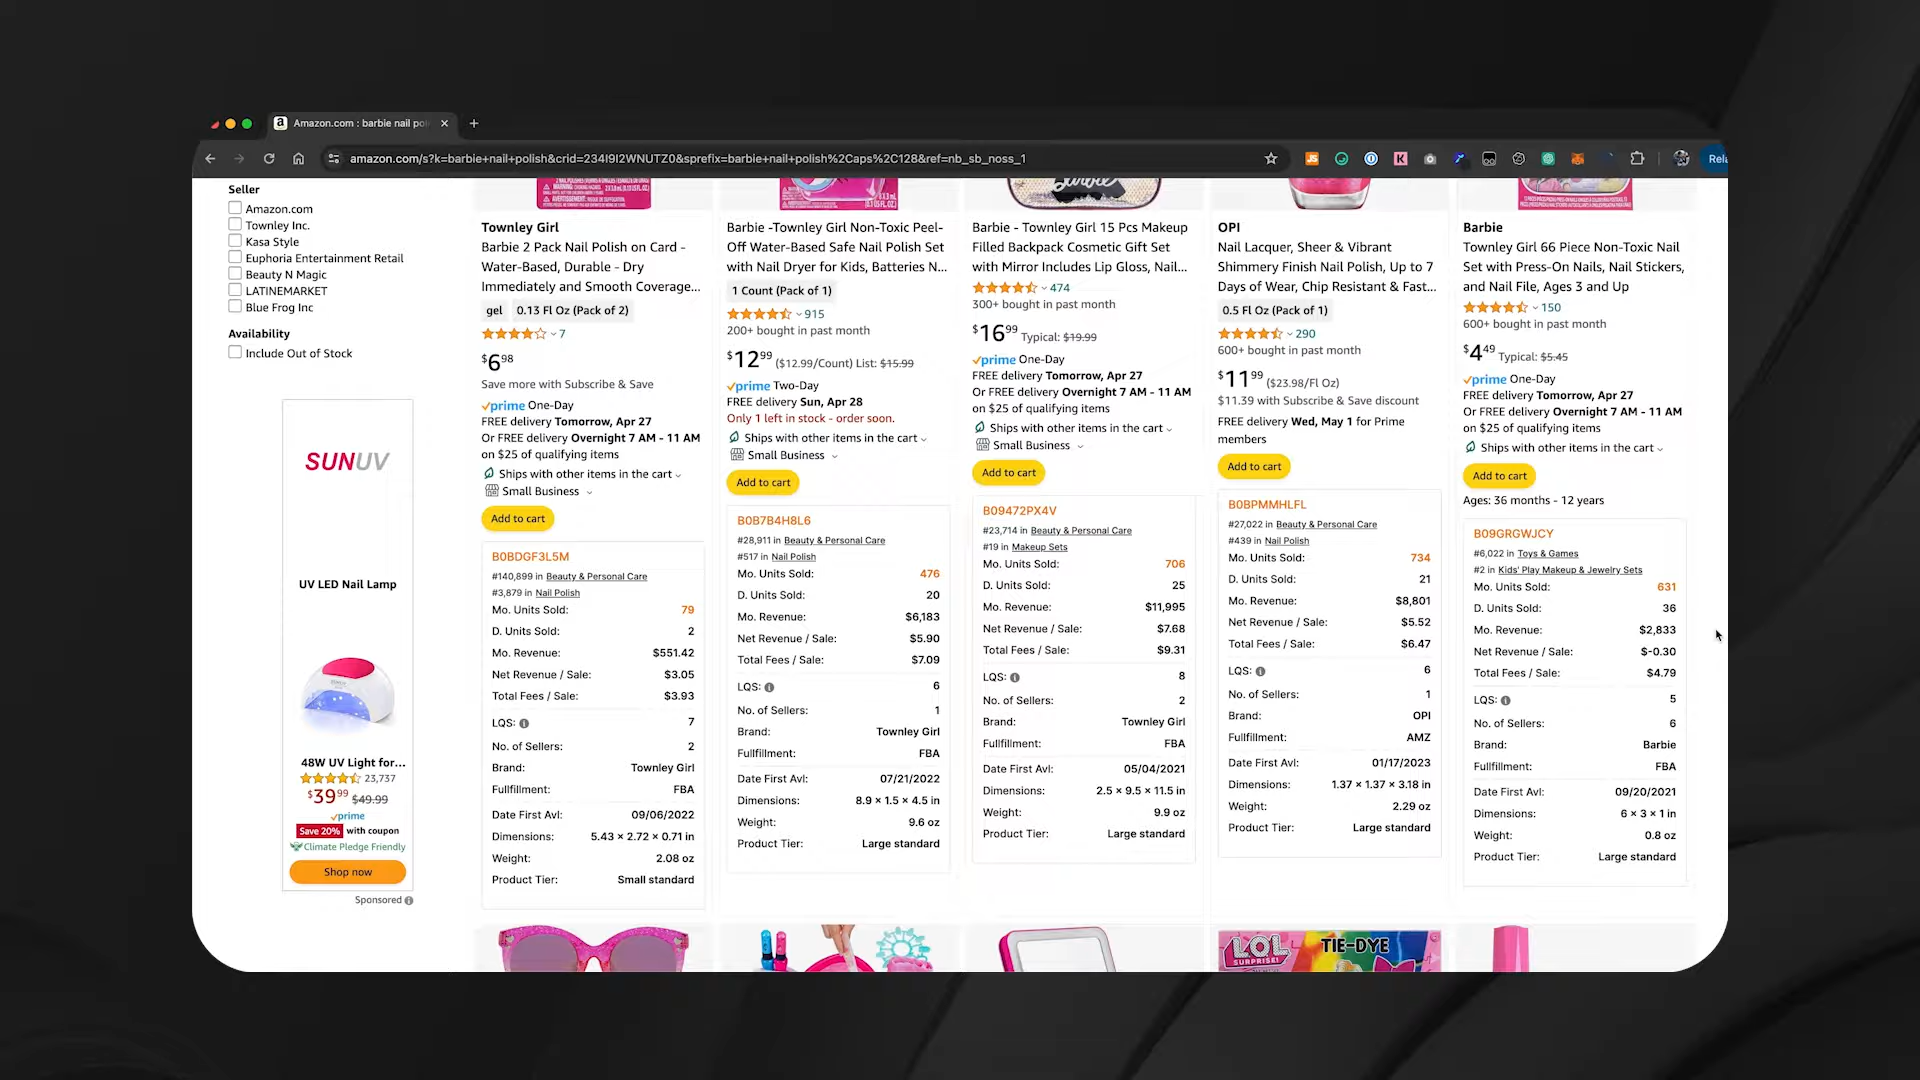 Amazon.com : barbie nail pol
amazon.com/s?k=barbie+nail+polish&crid=234I9I2WNUTZ0&sprefix=barbie+nail+polish%2Caps%2C128&ref=nb_sb_noss_1
Rela
Seller
Amazon.com
Townley Inc.
Kasa Style
Euphoria Entertainment Retail
Beauty N Magic
LATINEMARKET
Blue Frog Inc
Availability
Include Out of Stock
SUNUV
UV LED Nail Lamp
48W UV Light for...
23,737
$39.99 $49.99
prime
Save 20% with coupon
Climate Pledge Friendly
Shop now
Sponsored
Townley Girl
Barbie 2 Pack Nail Polish on Card -
Water-Based, Durable - Dry
Immediately and Smooth Coverage...
gel 0.13 Fl Oz (Pack of 2)
7
$6.98
Save more with Subscribe & Save
prime One-Day
FREE delivery Tomorrow, Apr 27
Or FREE delivery Overnight 7 AM - 11 AM
on $25 of qualifying items
Ships with other items in the cart
Small Business
Add to cart
B0BDGF3L5M
#140,899 in Beauty & Personal Care
#3,879 in Nail Polish
Mo. Units Sold: 79
D. Units Sold: 2
Mo. Revenue: $551.42
Net Revenue / Sale: $3.05
Total Fees / Sale: $3.93
LQS: 7
No. of Sellers: 2
Brand: Townley Girl
Fullfillment: FBA
Date First Avl: 09/06/2022
Dimensions: 5.43 × 2.72 × 0.71 in
Weight: 2.08 oz
Product Tier: Small standard
Barbie -Townley Girl Non-Toxic Peel-
Off Water-Based Safe Nail Polish Set
with Nail Dryer for Kids, Batteries N...
1 Count (Pack of 1)
915
200+ bought in past month
$12.99 ($12.99/Count) List: $15.99
prime Two-Day
FREE delivery Sun, Apr 28
Only 1 left in stock - order soon.
Ships with other items in the cart
Small Business
Add to cart
B0B7B4H8L6
#28,911 in Beauty & Personal Care
#517 in Nail Polish
Mo. Units Sold: 476
D. Units Sold: 20
Mo. Revenue: $6,183
Net Revenue / Sale: $5.90
Total Fees / Sale: $7.09
LQS: 6
No. of Sellers: 1
Brand: Townley Girl
Fullfillment: FBA
Date First Avl: 07/21/2022
Dimensions: 8.9 × 1.5 × 4.5 in
Weight: 9.6 oz
Product Tier: Large standard
Barbie
Barbie - Townley Girl 15 Pcs Makeup
Filled Backpack Cosmetic Gift Set
with Mirror Includes Lip Gloss, Nail...
474
300+ bought in past month
$16.99 Typical: $19.99
prime One-Day
FREE delivery Tomorrow, Apr 27
Or FREE delivery Overnight 7 AM - 11 AM
on $25 of qualifying items
Ships with other items in the cart
Small Business
Add to cart
B09472PX4V
#23,714 in Beauty & Personal Care
#19 in Makeup Sets
Mo. Units Sold: 706
D. Units Sold: 25
Mo. Revenue: $11,995
Net Revenue / Sale: $7.68
Total Fees / Sale: $9.31
LQS: 8
No. of Sellers: 2
Brand: Townley Girl
Fullfillment: FBA
Date First Avl: 05/04/2021
Dimensions: 2.5 × 9.5 × 11.5 in
Weight: 9.9 oz
Product Tier: Large standard
OPI
Nail Lacquer, Sheer & Vibrant
Shimmery Finish Nail Polish, Up to 7
Days of Wear, Chip Resistant & Fast...
0.5 Fl Oz (Pack of 1)
290
600+ bought in past month
$11.99 ($23.98/Fl Oz)
$11.39 with Subscribe & Save discount
FREE delivery Wed, May 1 for Prime
members
Add to cart
B0BPMMHLFL
#27,022 in Beauty & Personal Care
#439 in Nail Polish
Mo. Units Sold: 734
D. Units Sold: 21
Mo. Revenue: $8,801
Net Revenue / Sale: $5.52
Total Fees / Sale: $6.47
LQS: 6
No. of Sellers: 1
Brand: OPI
Fullfillment: AMZ
Date First Avl: 01/17/2023
Dimensions: 1.37 × 1.37 × 3.18 in
Weight: 2.29 oz
Product Tier: Large standard
Barbie
Townley Girl 66 Piece Non-Toxic Nail
Set with Press-On Nails, Nail Stickers,
and Nail File, Ages 3 and Up
150
600+ bought in past month
$4.49 Typical: $5.45
prime One-Day
FREE delivery Tomorrow, Apr 27
Or FREE delivery Overnight 7 AM - 11 AM
on $25 of qualifying items
Ships with other items in the cart
Add to cart
Ages: 36 months - 12 years
B09GRGWJCY
#6,022 in Toys & Games
#2 in Kids' Play Makeup & Jewelry Sets
Mo. Units Sold: 631
D. Units Sold: 36
Mo. Revenue: $2,833
Net Revenue / Sale: $-0.30
Total Fees / Sale: $4.79
LQS: 5
No. of Sellers: 6
Brand: Barbie
Fullfillment: FBA
Date First Avl: 09/20/2021
Dimensions: 6 × 3 × 1 in
Weight: 0.8 oz
Product Tier: Large standard
LOL
SURPRISE!
TIE-DYE